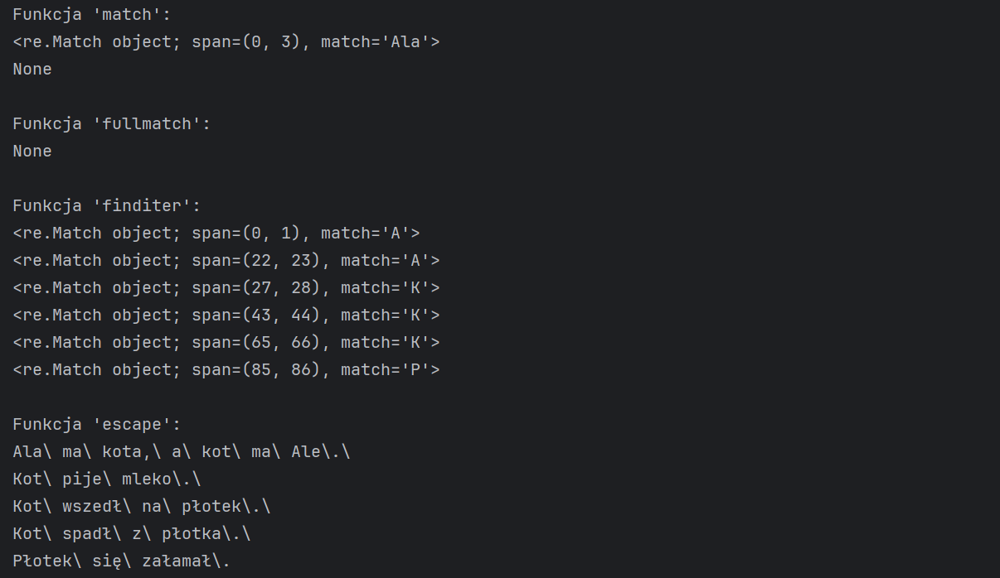 Funkcja 'match':
<re.Match object; span=(0, 3), match='Ala'>
None
Funkcja 'fullmatch':
None
Funkcja 'finditer':
<re.Match object; span=(0, 1), match='A'>
<re.Match object; span=(22, 23), match='A'>
<re.Match object; span=(27, 28), match='K'>
<re.Match object; span=(43, 44), match='K'>
<re.Match object; span=(65, 66), match='K'>
<re.Match object; span=(85, 86), match='P'>
Funkcja 'escape':
Ala\ ma\ kota,\ a\ kot\ ma\ Ale\.\
Kot\ pije\ mleko\.\
Kot\ wszedł\ na\ płotek\.\
Kot\ spadł\ z\ płotka\.\
Płotek\ się\ załamał\.